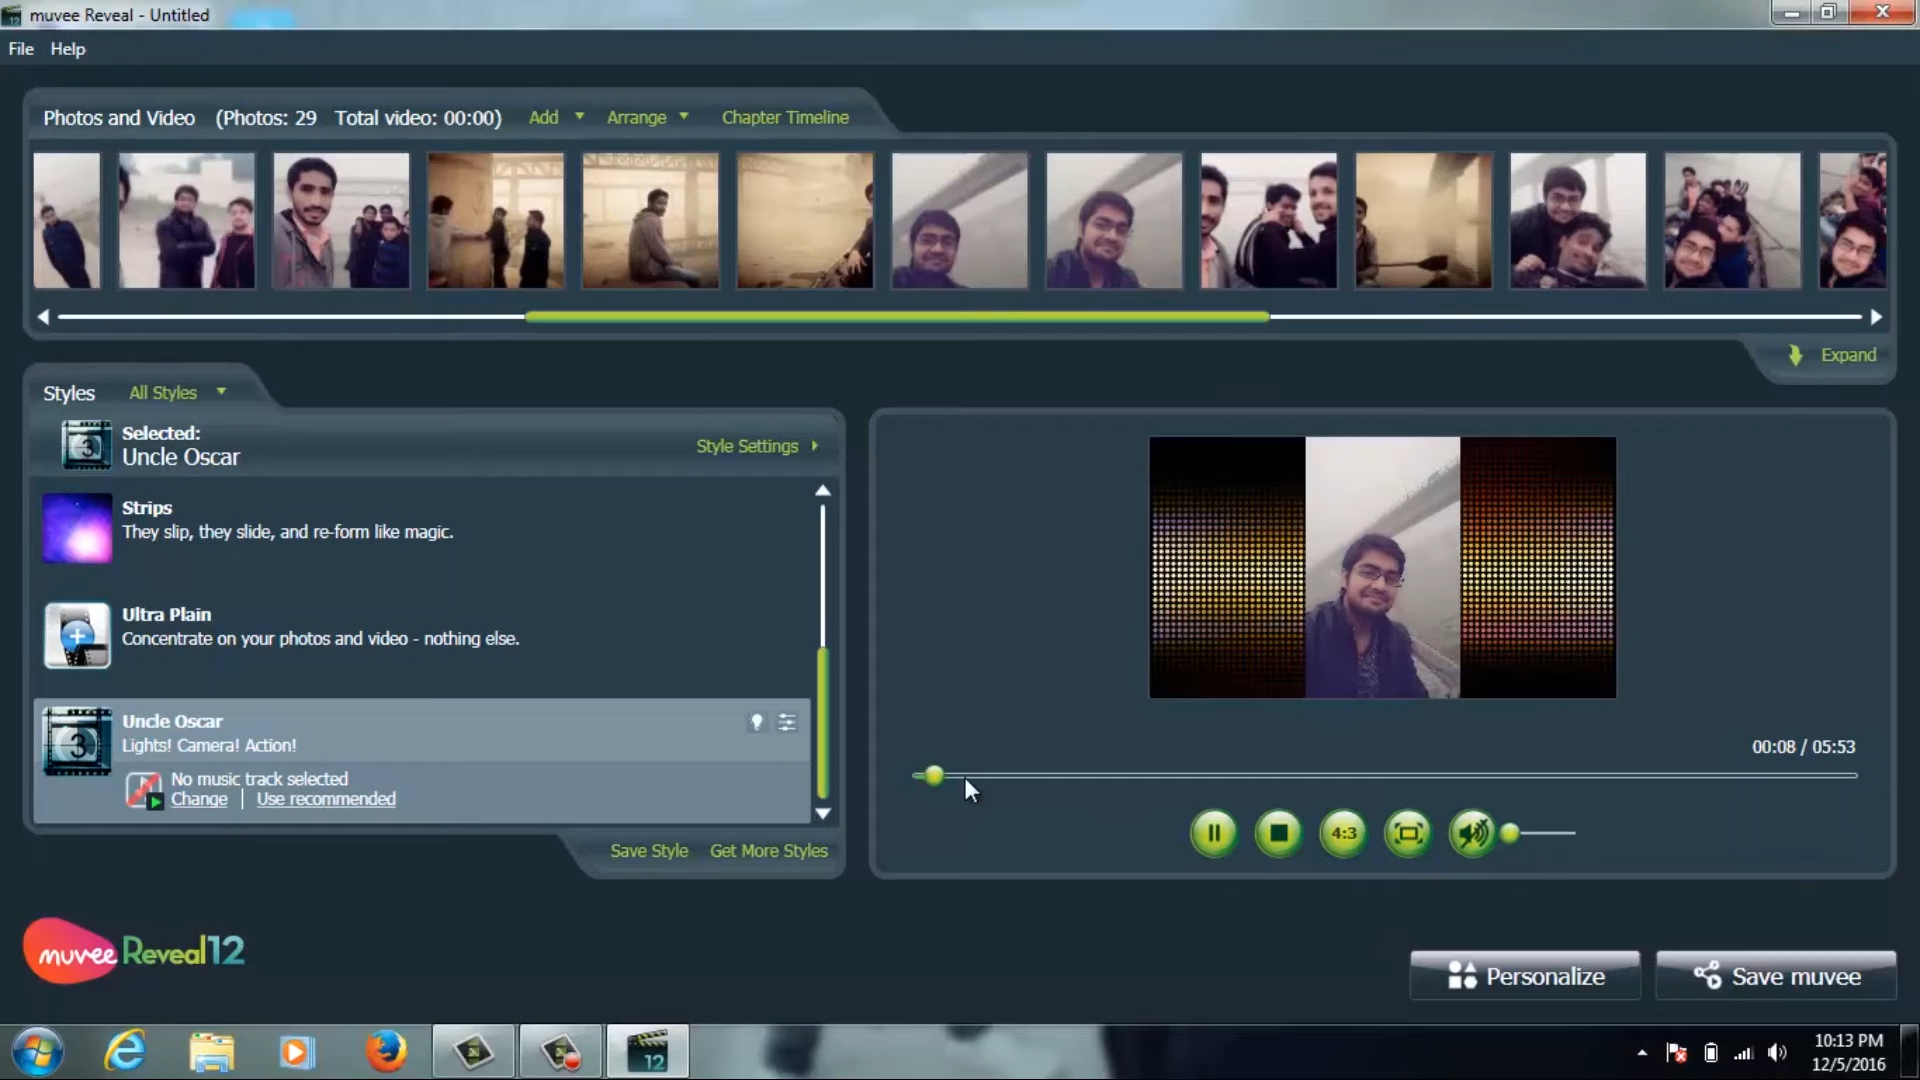 muvee Reveal - Untitled
File Help
Photos and Video (Photos: 29 Total video: 00:00) Add Arrange Chapter Timeline
Expand
Styles All Styles
Selected:
Uncle Oscar
Style Settings
Strips
They slip, they slide, and re-form like magic.
Ultra Plain
Concentrate on your photos and video - nothing else.
3
Uncle Oscar
Lights! Camera! Action!
No music track selected
Change | Use recommended
Save Style Get More Styles
00:08 / 05:53
4:3
muvee Reveal12
Personalize
Save muvee
12
10:13 PM
12/5/2016